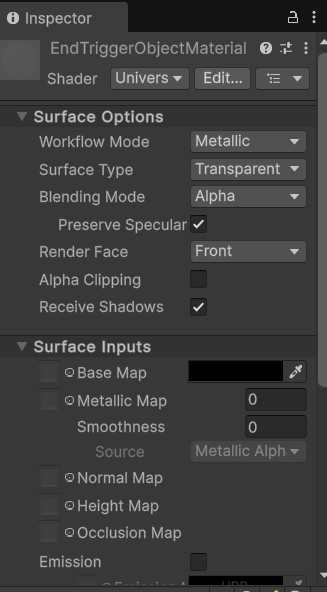 Inspector
EndTriggerObjectMaterial
Shader Univers Edit...
Surface Options
Workflow Mode Metallic
Surface Type Transparent
Blending Mode Alpha
Preserve Specular
Render Face Front
Alpha Clipping
Receive Shadows
Surface Inputs
Base Map
Metallic Map 0
Smoothness 0
Source Metallic Alph
Normal Map
Height Map
Occlusion Map
Emission